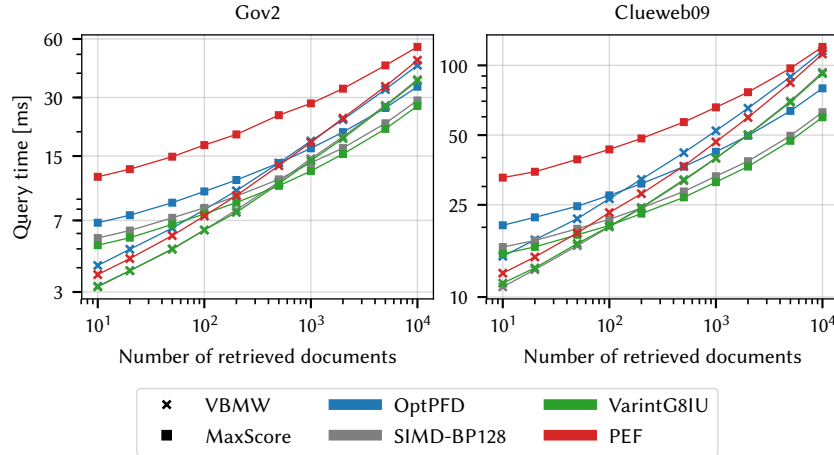 Gov2
Clueweb09
Query time [ms]
60
30
15
7
3
10^1
10^2
10^3
10^4
Number of retrieved documents
100
50
25
10
10^1
10^2
10^3
10^4
Number of retrieved documents
VBMW
OptPFD
VarintG8IU
MaxScore
SIMD-BP128
PEF